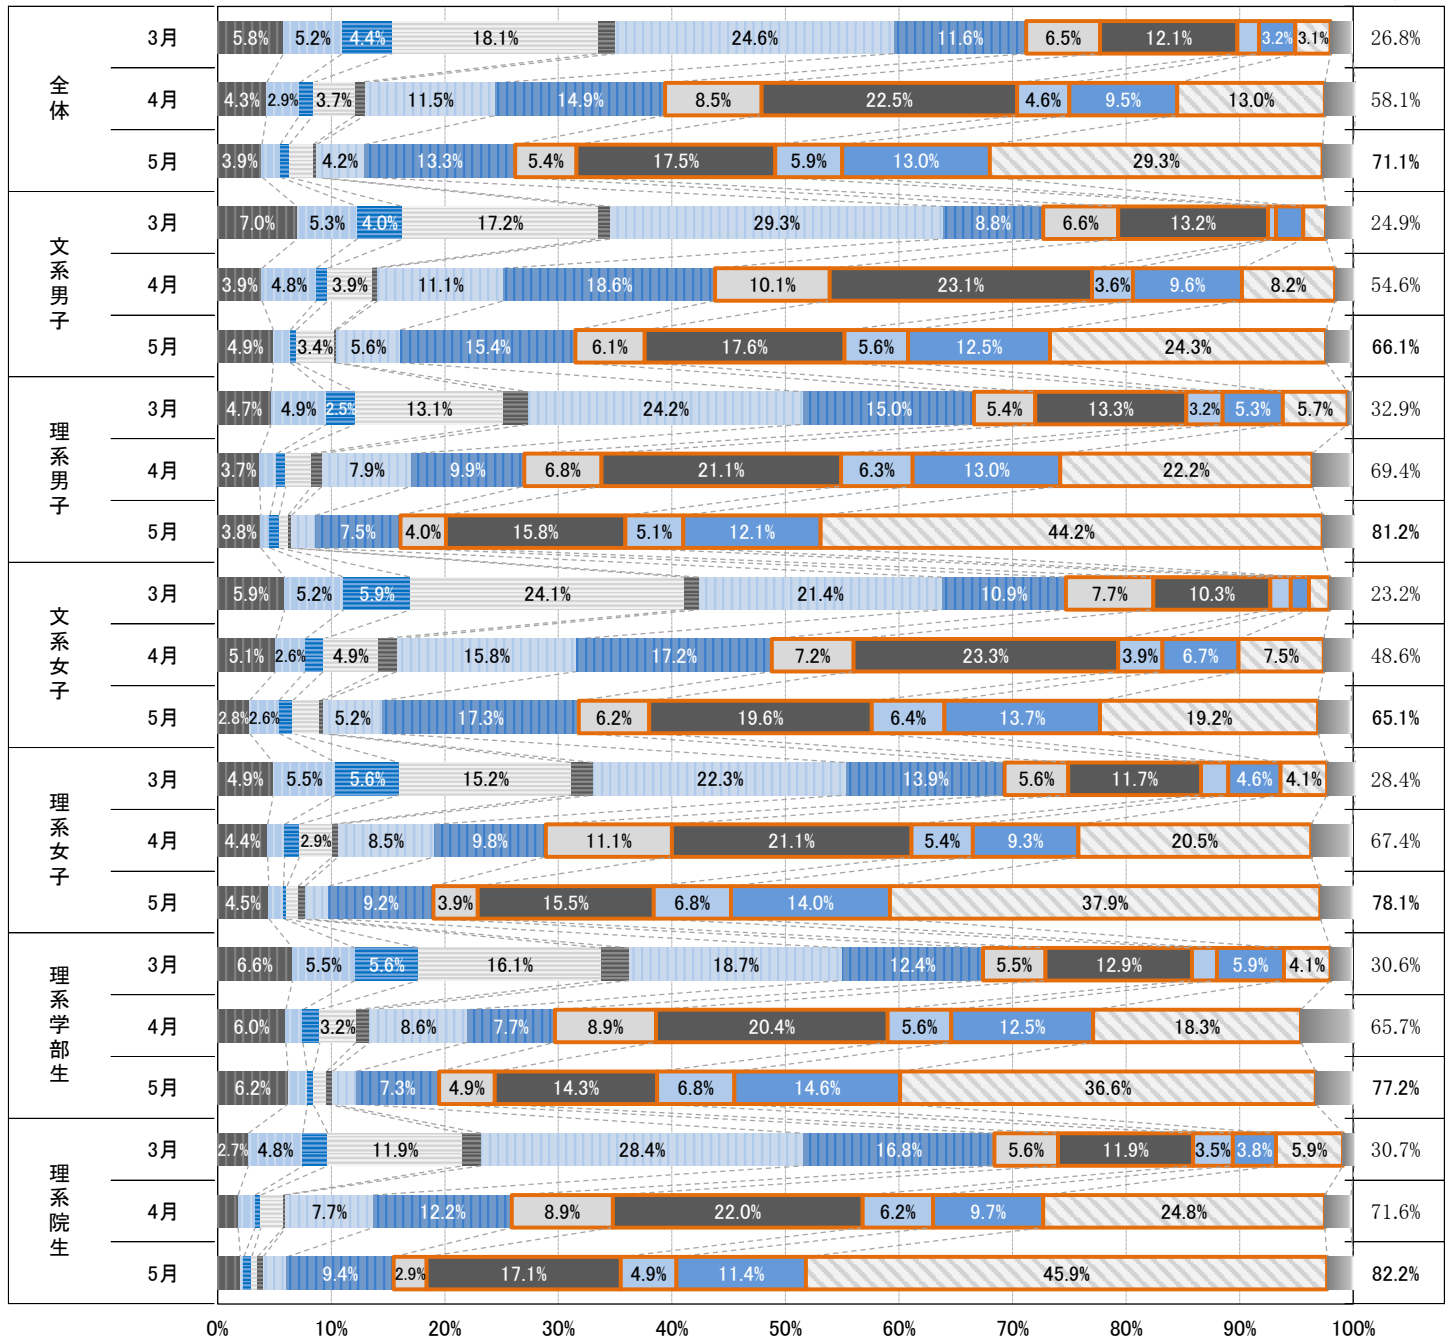 全体
3月 5.8% 5.2% 4.4% 18.1% 24.6% 11.6% 6.5% 12.1% 3.2% 3.1% 26.8%
4月 4.3% 2.9% 3.7% 11.5% 14.9% 8.5% 22.5% 4.6% 9.5% 13.0% 58.1%
5月 3.9% 4.2% 13.3% 5.4% 17.5% 5.9% 13.0% 29.3% 71.1%
文系男子
3月 7.0% 5.3% 4.0% 17.2% 29.3% 8.8% 6.6% 13.2% 24.9%
4月 3.9% 4.8% 3.9% 11.1% 18.6% 10.1% 23.1% 3.6% 9.6% 8.2% 54.6%
5月 4.9% 3.4% 5.6% 15.4% 6.1% 17.6% 5.6% 12.5% 24.3% 66.1%
理系男子
3月 4.7% 4.9% 2.5% 13.1% 24.2% 15.0% 5.4% 13.3% 3.2% 5.3% 5.7% 32.9%
4月 3.7% 7.9% 9.9% 6.8% 21.1% 6.3% 13.0% 22.2% 69.4%
5月 3.8% 7.5% 4.0% 15.8% 5.1% 12.1% 44.2% 81.2%
文系女子
3月 5.9% 5.2% 5.9% 24.1% 21.4% 10.9% 7.7% 10.3% 23.2%
4月 5.1% 2.6% 4.9% 15.8% 17.2% 7.2% 23.3% 3.9% 6.7% 7.5% 48.6%
5月 2.8% 2.6% 5.2% 17.3% 6.2% 19.6% 6.4% 13.7% 19.2% 65.1%
理系女子
3月 4.9% 5.5% 5.6% 15.2% 22.3% 13.9% 5.6% 11.7% 4.6% 4.1% 28.4%
4月 4.4% 2.9% 8.5% 9.8% 11.1% 21.1% 5.4% 9.3% 20.5% 67.4%
5月 4.5% 9.2% 3.9% 15.5% 6.8% 14.0% 37.9% 78.1%
理系学部生
3月 6.6% 5.5% 5.6% 16.1% 18.7% 12.4% 5.5% 12.9% 5.9% 4.1% 30.6%
4月 6.0% 3.2% 8.6% 7.7% 8.9% 20.4% 5.6% 12.5% 18.3% 65.7%
5月 6.2% 7.3% 4.9% 14.3% 6.8% 14.6% 36.6% 77.2%
理系院生
3月 2.7% 4.8% 11.9% 28.4% 16.8% 5.6% 11.9% 3.5% 3.8% 5.9% 30.7%
4月 7.7% 12.2% 8.9% 22.0% 6.2% 9.7% 24.8% 71.6%
5月 9.4% 2.9% 17.1% 4.9% 11.4% 45.9% 82.2%
0% 10% 20% 30% 40% 50% 60% 70% 80% 90% 100%